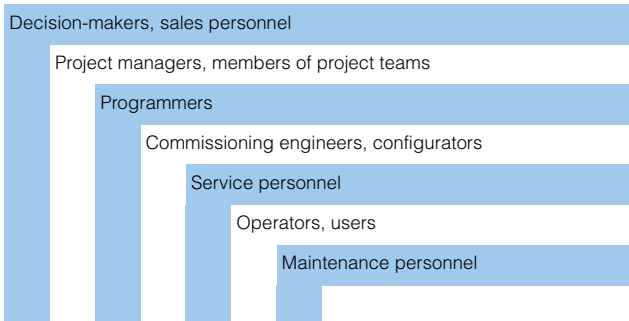 Decision-makers, sales personnel
Project managers, members of project teams
Programmers
Commissioning engineers, configurators
Service personnel
Operators, users
Maintenance personnel